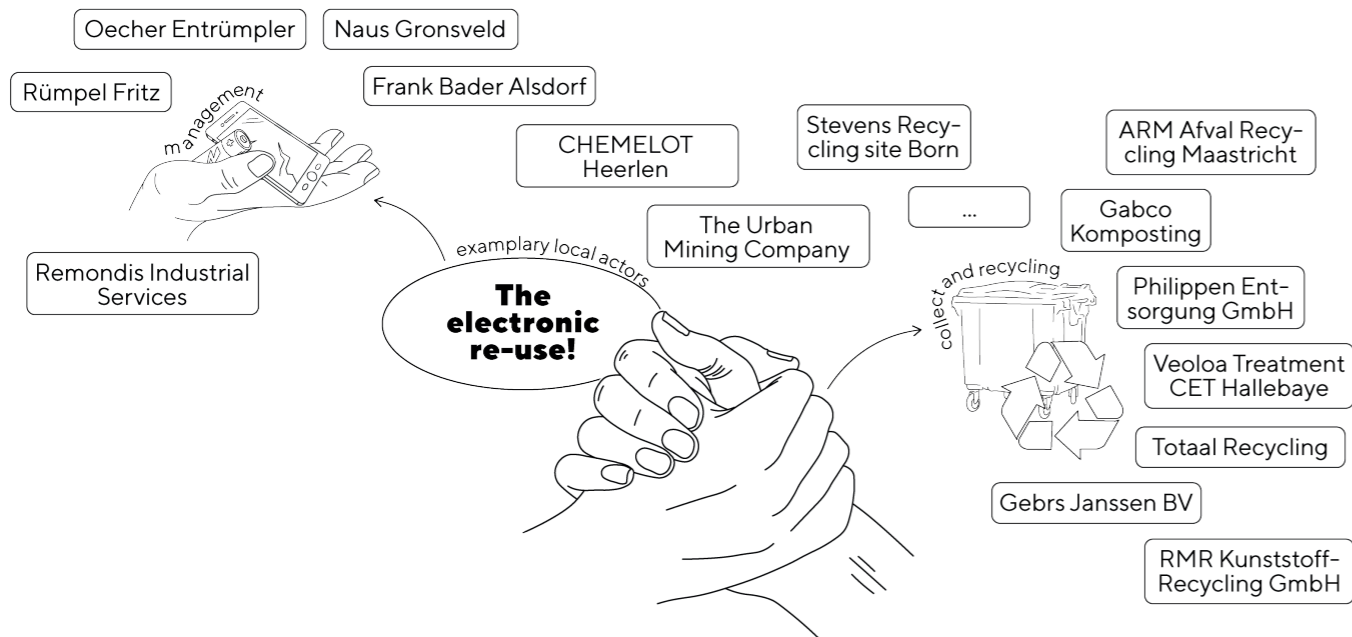 Oecher Entrümpler
Naus Gronsveld
Rümpel Fritz
Frank Bader Alsdorf
management
CHEMELOT
Heerlen
Stevens Recy-
cling site Born
ARM Afval Recy-
cling Maastricht
...
Gabco
Komposting
The Urban
Mining Company
Remondis Industrial
Services
examplary local actors
The
electronic
re-use!
collect and recycling
Philippen Ent-
sorgung GmbH
Veoloa Treatment
CET Hallebaye
Totaal Recycling
Gebrs Janssen BV
RMR Kunststoff-
Recycling GmbH